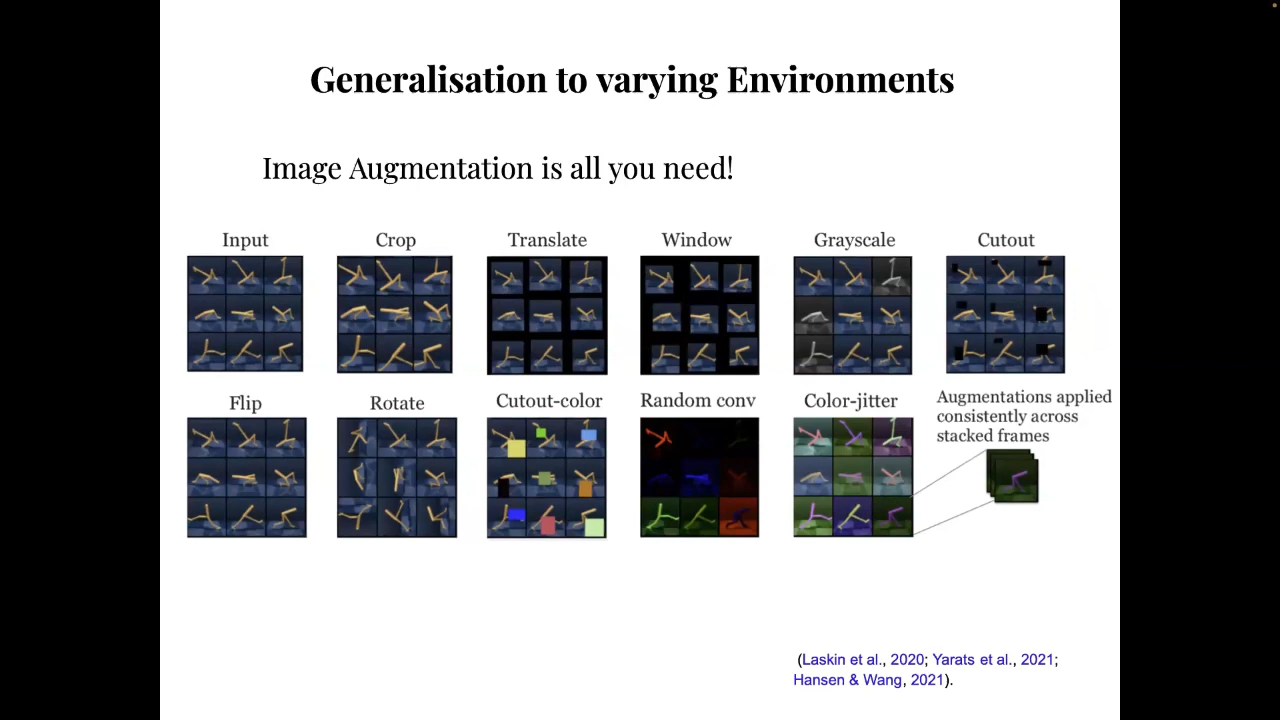 Generalisation to varying Environments
Image Augmentation is all you need!
Input
Crop
Translate
Window
Grayscale
Cutout
Flip
Rotate
Cutout-color
Random conv
Color-jitter
Augmentations applied
consistently across
stacked frames
(Laskin et al., 2020; Yarats et al., 2021;
Hansen & Wang, 2021).